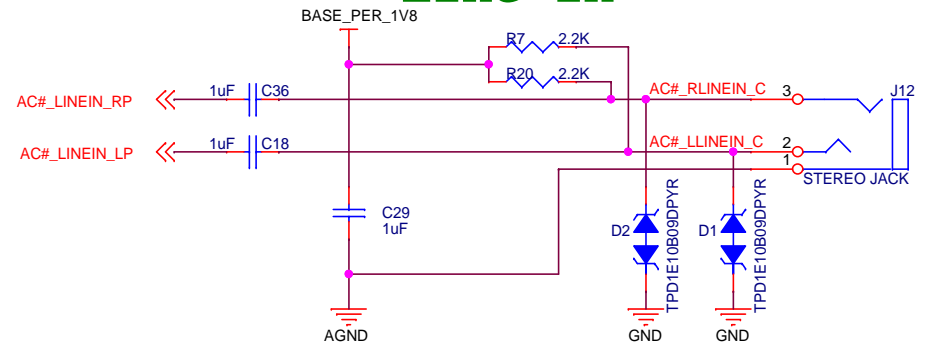 BASE_PER_1V8
R7 2.2K
R20 2.2K
AC#_LINEIN_RP
1uF C36
AC#_RLINEIN_C
3
J12
AC#_LINEIN_LP
1uF C18
AC#_LLINEIN_C
2
1
STEREO JACK
C29
1uF
D2
TPD1E10B09DPYR
D1
TPD1E10B09DPYR
AGND
GND
GND